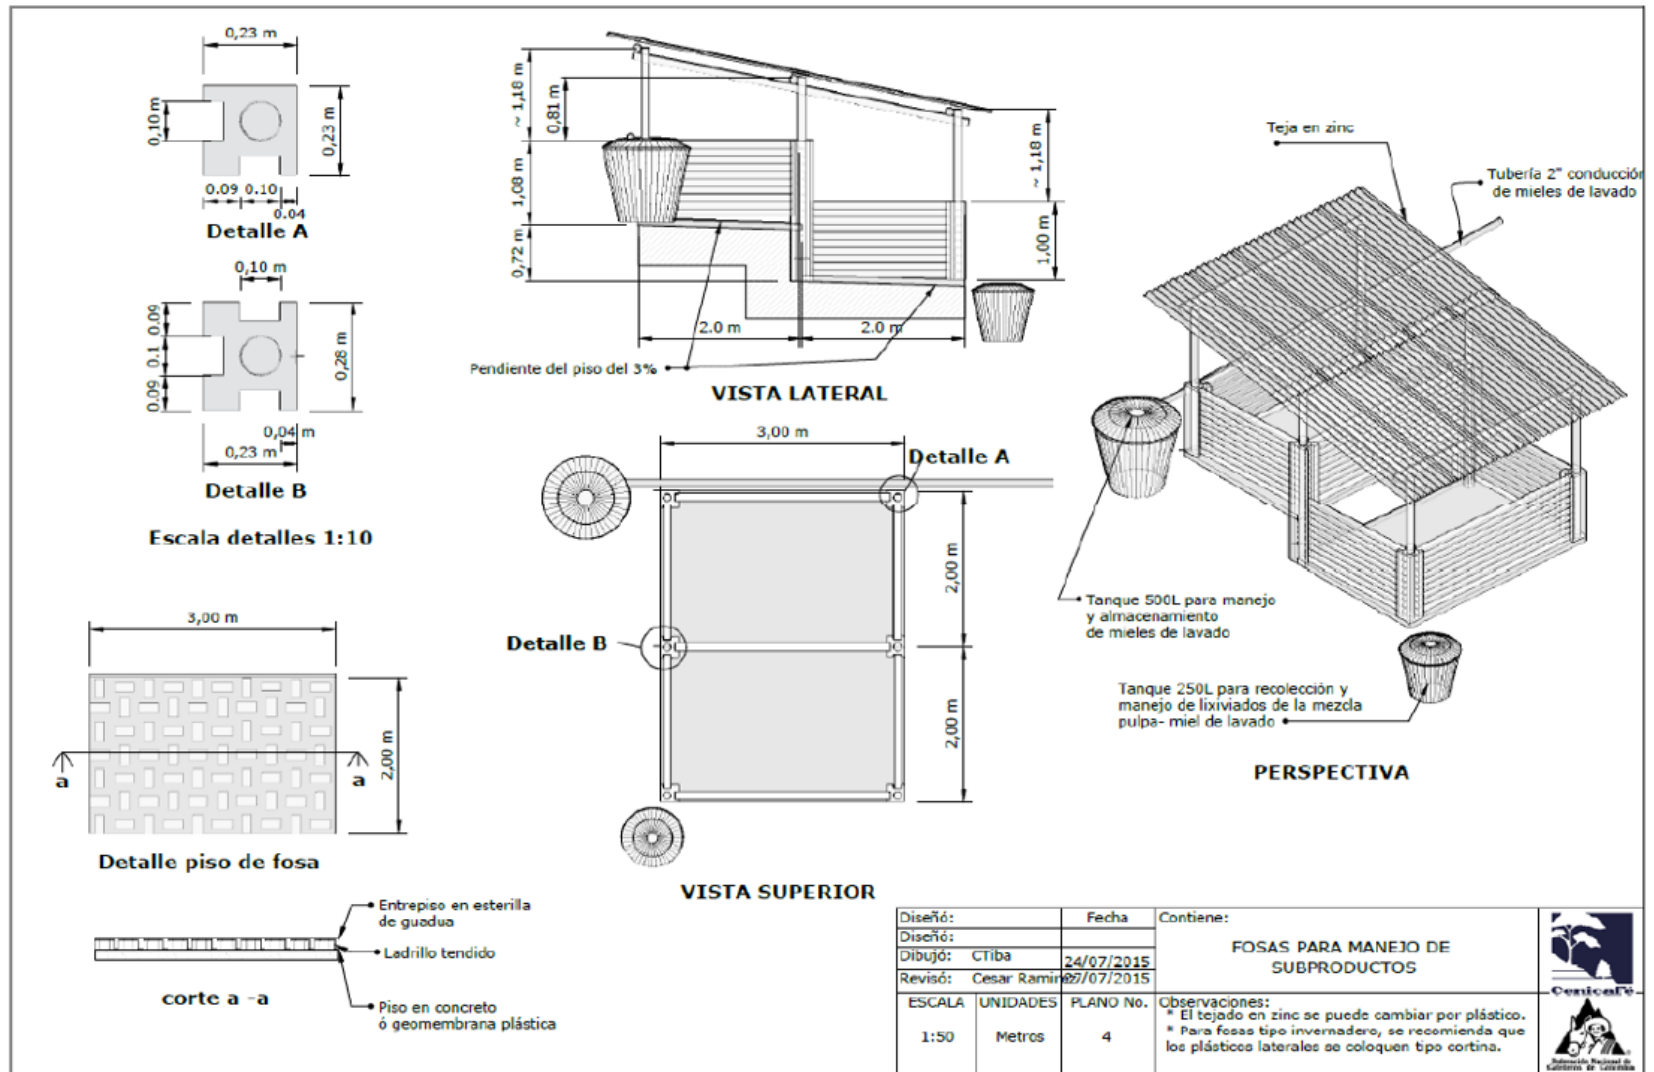 0,23 m
0,10 m
0,23 m
0.09 0.10
0.04
Detalle A
0,10 m
0.09
0.1
0.09
0,28 m
0,04 m
0,23 m
Detalle B
Escala detalles 1:10
3,00 m
2,00 m
a
a
Detalle piso de fosa
Entrepiso en esterilla
de guadua
Ladrillo tendido
Piso en concreto
ó geomembrana plástica
corte a -a
~ 1,18 m
0,81 m
1,08 m
0,72 m
~ 1,18 m
1,00 m
2.0 m
2.0 m
Pendiente del piso del 3%
VISTA LATERAL
3,00 m
Detalle A
2,00 m
Detalle B
2,00 m
VISTA SUPERIOR
Teja en zinc
Tubería 2" conducción
de mieles de lavado
Tanque 500L para manejo
y almacenamiento
de mieles de lavado
Tanque 250L para recolección y
manejo de lixiviados de la mezcla
pulpa- miel de lavado
PERSPECTIVA
Diseñó:
Fecha
Contiene:
Diseñó:
Dibujó: CTiba
24/07/2015
Revisó: Cesar Ramirez
27/07/2015
FOSAS PARA MANEJO DE
SUBPRODUCTOS
ESCALA UNIDADES PLANO No.
1:50 Metros 4
Observaciones:
* El tejado en zinc se puede cambiar por plástico.
* Para fosas tipo invernadero, se recomienda que
los plásticos laterales se coloquen tipo cortina.
Cenicafé
Federación Nacional de
Cafeteros de Colombia